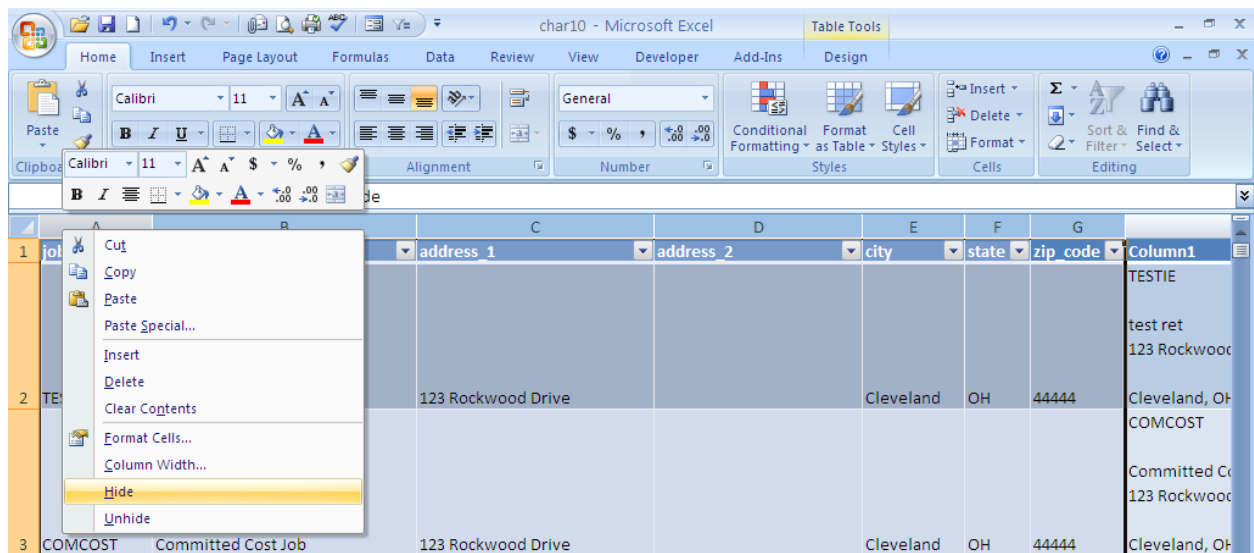 char10 - Microsoft Excel
Table Tools
Home Insert Page Layout Formulas Data Review View Developer Add-Ins Design
Paste
Calibri 11
General
B I U
$ % ,
Conditional Formatting
Format as Table
Cell Styles
Insert
Delete
Format
Sort & Filter
Find & Select
Alignment Number Styles Cells Editing
Calibri 11 A A $ % ,
B I A
A B C D E F G
1 address_1 address_2 city state zip_code Column1
TESTIE
test ret
2 123 Rockwood Drive Cleveland OH 44444
COMCOST
3 COMCOST Committed Cost Job 123 Rockwood Drive Cleveland OH 44444
Cut
Copy
Paste
Paste Special...
Insert
Delete
Clear Contents
Format Cells...
Column Width...
Hide
Unhide